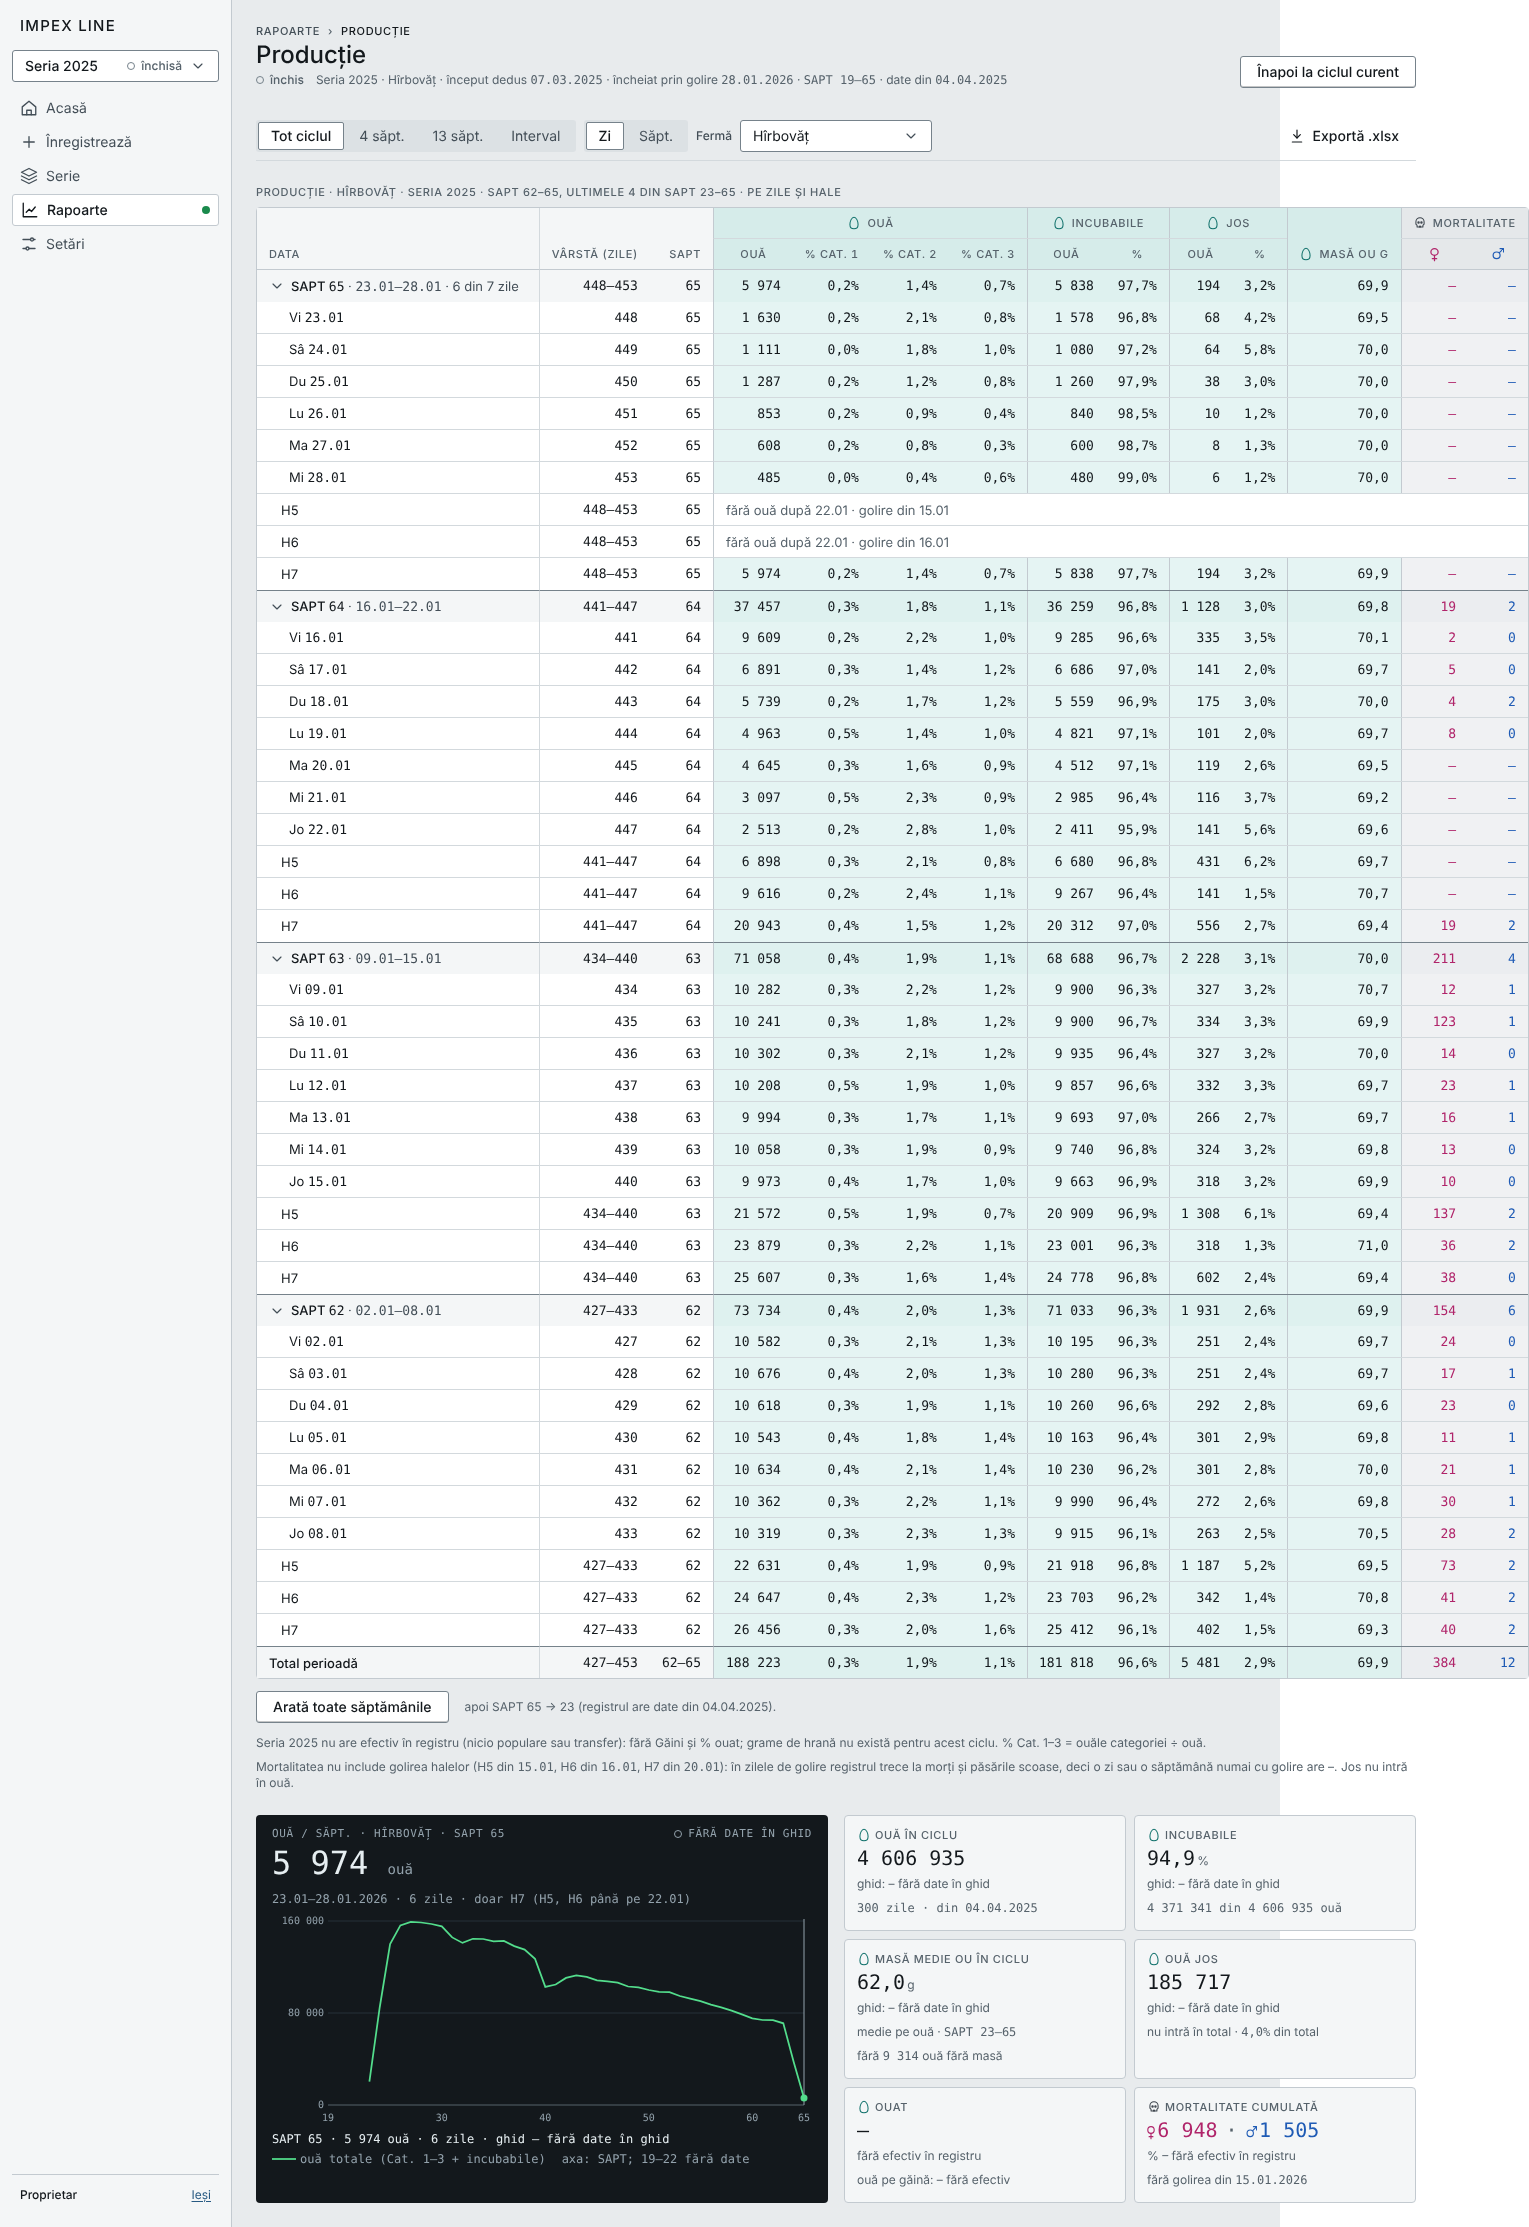 IMPEX LINE
Seria 2025 închisă
Acasă
Înregistrează
Serie
Rapoarte
Setări
Proprietar Ieși
RAPOARTE › PRODUCȚIE
Producție
închis Seria 2025 · Hîrbovăț · început dedus 07.03.2025 · încheiat prin golire 28.01.2026 · SAPT 19–65 · date din 04.04.2025
Înapoi la ciclul curent
Tot ciclul 4 săpt. 13 săpt. Interval Zi Săpt. Fermă Hîrbovăț Exportă .xlsx
PRODUCȚIE · HÎRBOVĂȚ · SERIA 2025 · SAPT 62–65, ULTIMELE 4 DIN SAPT 23–65 · PE ZILE ȘI HALE
OUĂ INCUBABILE JOS MORTALITATE
DATA VÂRSTĂ (ZILE) SAPT OUĂ % CAT. 1 % CAT. 2 % CAT. 3 OUĂ % OUĂ % MASĂ OU G ♀ ♂
SAPT 65 · 23.01–28.01 · 6 din 7 zile 448–453 65 5 974 0,2% 1,4% 0,7% 5 838 97,7% 194 3,2% 69,9 – –
Vi 23.01 448 65 1 630 0,2% 2,1% 0,8% 1 578 96,8% 68 4,2% 69,5 – –
Sâ 24.01 449 65 1 111 0,0% 1,8% 1,0% 1 080 97,2% 64 5,8% 70,0 – –
Du 25.01 450 65 1 287 0,2% 1,2% 0,8% 1 260 97,9% 38 3,0% 70,0 – –
Lu 26.01 451 65 853 0,2% 0,9% 0,4% 840 98,5% 10 1,2% 70,0 – –
Ma 27.01 452 65 608 0,2% 0,8% 0,3% 600 98,7% 8 1,3% 70,0 – –
Mi 28.01 453 65 485 0,0% 0,4% 0,6% 480 99,0% 6 1,2% 70,0 – –
H5 448–453 65 fără ouă după 22.01 · golire din 15.01
H6 448–453 65 fără ouă după 22.01 · golire din 16.01
H7 448–453 65 5 974 0,2% 1,4% 0,7% 5 838 97,7% 194 3,2% 69,9 – –
SAPT 64 · 16.01–22.01 441–447 64 37 457 0,3% 1,8% 1,1% 36 259 96,8% 1 128 3,0% 69,8 19 2
Vi 16.01 441 64 9 609 0,2% 2,2% 1,0% 9 285 96,6% 335 3,5% 70,1 2 0
Sâ 17.01 442 64 6 891 0,3% 1,4% 1,2% 6 686 97,0% 141 2,0% 69,7 5 0
Du 18.01 443 64 5 739 0,2% 1,7% 1,2% 5 559 96,9% 175 3,0% 70,0 4 2
Lu 19.01 444 64 4 963 0,5% 1,4% 1,0% 4 821 97,1% 101 2,0% 69,7 8 0
Ma 20.01 445 64 4 645 0,3% 1,6% 0,9% 4 512 97,1% 119 2,6% 69,5 – –
Mi 21.01 446 64 3 097 0,5% 2,3% 0,9% 2 985 96,4% 116 3,7% 69,2 – –
Jo 22.01 447 64 2 513 0,2% 2,8% 1,0% 2 411 95,9% 141 5,6% 69,6 – –
H5 441–447 64 6 898 0,3% 2,1% 0,8% 6 680 96,8% 431 6,2% 69,7 – –
H6 441–447 64 9 616 0,2% 2,4% 1,1% 9 267 96,4% 141 1,5% 70,7 – –
H7 441–447 64 20 943 0,4% 1,5% 1,2% 20 312 97,0% 556 2,7% 69,4 19 2
SAPT 63 · 09.01–15.01 434–440 63 71 058 0,4% 1,9% 1,1% 68 688 96,7% 2 228 3,1% 70,0 211 4
Vi 09.01 434 63 10 282 0,3% 2,2% 1,2% 9 900 96,3% 327 3,2% 70,7 12 1
Sâ 10.01 435 63 10 241 0,3% 1,8% 1,2% 9 900 96,7% 334 3,3% 69,9 123 1
Du 11.01 436 63 10 302 0,3% 2,1% 1,2% 9 935 96,4% 327 3,2% 70,0 14 0
Lu 12.01 437 63 10 208 0,5% 1,9% 1,0% 9 857 96,6% 332 3,3% 69,7 23 1
Ma 13.01 438 63 9 994 0,3% 1,7% 1,1% 9 693 97,0% 266 2,7% 69,7 16 1
Mi 14.01 439 63 10 058 0,3% 1,9% 0,9% 9 740 96,8% 324 3,2% 69,8 13 0
Jo 15.01 440 63 9 973 0,4% 1,7% 1,0% 9 663 96,9% 318 3,2% 69,9 10 0
H5 434–440 63 21 572 0,5% 1,9% 0,7% 20 909 96,9% 1 308 6,1% 69,4 137 2
H6 434–440 63 23 879 0,3% 2,2% 1,1% 23 001 96,3% 318 1,3% 71,0 36 2
H7 434–440 63 25 607 0,3% 1,6% 1,4% 24 778 96,8% 602 2,4% 69,4 38 0
SAPT 62 · 02.01–08.01 427–433 62 73 734 0,4% 2,0% 1,3% 71 033 96,3% 1 931 2,6% 69,9 154 6
Vi 02.01 427 62 10 582 0,3% 2,1% 1,3% 10 195 96,3% 251 2,4% 69,7 24 0
Sâ 03.01 428 62 10 676 0,4% 2,0% 1,3% 10 280 96,3% 251 2,4% 69,7 17 1
Du 04.01 429 62 10 618 0,3% 1,9% 1,1% 10 260 96,6% 292 2,8% 69,6 23 0
Lu 05.01 430 62 10 543 0,4% 1,8% 1,4% 10 163 96,4% 301 2,9% 69,8 11 1
Ma 06.01 431 62 10 634 0,4% 2,1% 1,4% 10 230 96,2% 301 2,8% 70,0 21 1
Mi 07.01 432 62 10 362 0,3% 2,2% 1,1% 9 990 96,4% 272 2,6% 69,8 30 1
Jo 08.01 433 62 10 319 0,3% 2,3% 1,3% 9 915 96,1% 263 2,5% 70,5 28 2
H5 427–433 62 22 631 0,4% 1,9% 0,9% 21 918 96,8% 1 187 5,2% 69,5 73 2
H6 427–433 62 24 647 0,4% 2,3% 1,2% 23 703 96,2% 342 1,4% 70,8 41 2
H7 427–433 62 26 456 0,3% 2,0% 1,6% 25 412 96,1% 402 1,5% 69,3 40 2
Total perioadă 427–453 62–65 188 223 0,3% 1,9% 1,1% 181 818 96,6% 5 481 2,9% 69,9 384 12
Arată toate săptămânile apoi SAPT 65 → 23 (registrul are date din 04.04.2025).
Seria 2025 nu are efectiv în registru (nicio populare sau transfer): fără Găini și % ouat; grame de hrană nu există pentru acest ciclu. % Cat. 1–3 = ouăle categoriei ÷ ouă.
Mortalitatea nu include golirea halelor (H5 din 15.01, H6 din 16.01, H7 din 20.01): în zilele de golire registrul trece la morți și păsările scoase, deci o zi sau o săptămână numai cu golire are –. Jos nu intră
în ouă.
OUĂ / SĂPT. · HÎRBOVĂȚ · SAPT 65 FĂRĂ DATE ÎN GHID
5 974 ouă
23.01–28.01.2026 · 6 zile · doar H7 (H5, H6 până pe 22.01)
160 000
80 000
0
19 30 40 50 60 65
SAPT 65 · 5 974 ouă · 6 zile · ghid – fără date în ghid
ouă totale (Cat. 1–3 + incubabile) axa: SAPT; 19–22 fără date
OUĂ ÎN CICLU
4 606 935
ghid: – fără date în ghid
300 zile · din 04.04.2025
INCUBABILE
94,9 %
ghid: – fără date în ghid
4 371 341 din 4 606 935 ouă
MASĂ MEDIE OU ÎN CICLU
62,0 g
ghid: – fără date în ghid
medie pe ouă · SAPT 23–65
fără 9 314 ouă fără masă
OUĂ JOS
185 717
ghid: – fără date în ghid
nu intră în total · 4,0% din total
OUAT
–
fără efectiv în registru
ouă pe găină: – fără efectiv
MORTALITATE CUMULATĂ
♀6 948 · ♂1 505
% – fără efectiv în registru
fără golirea din 15.01.2026